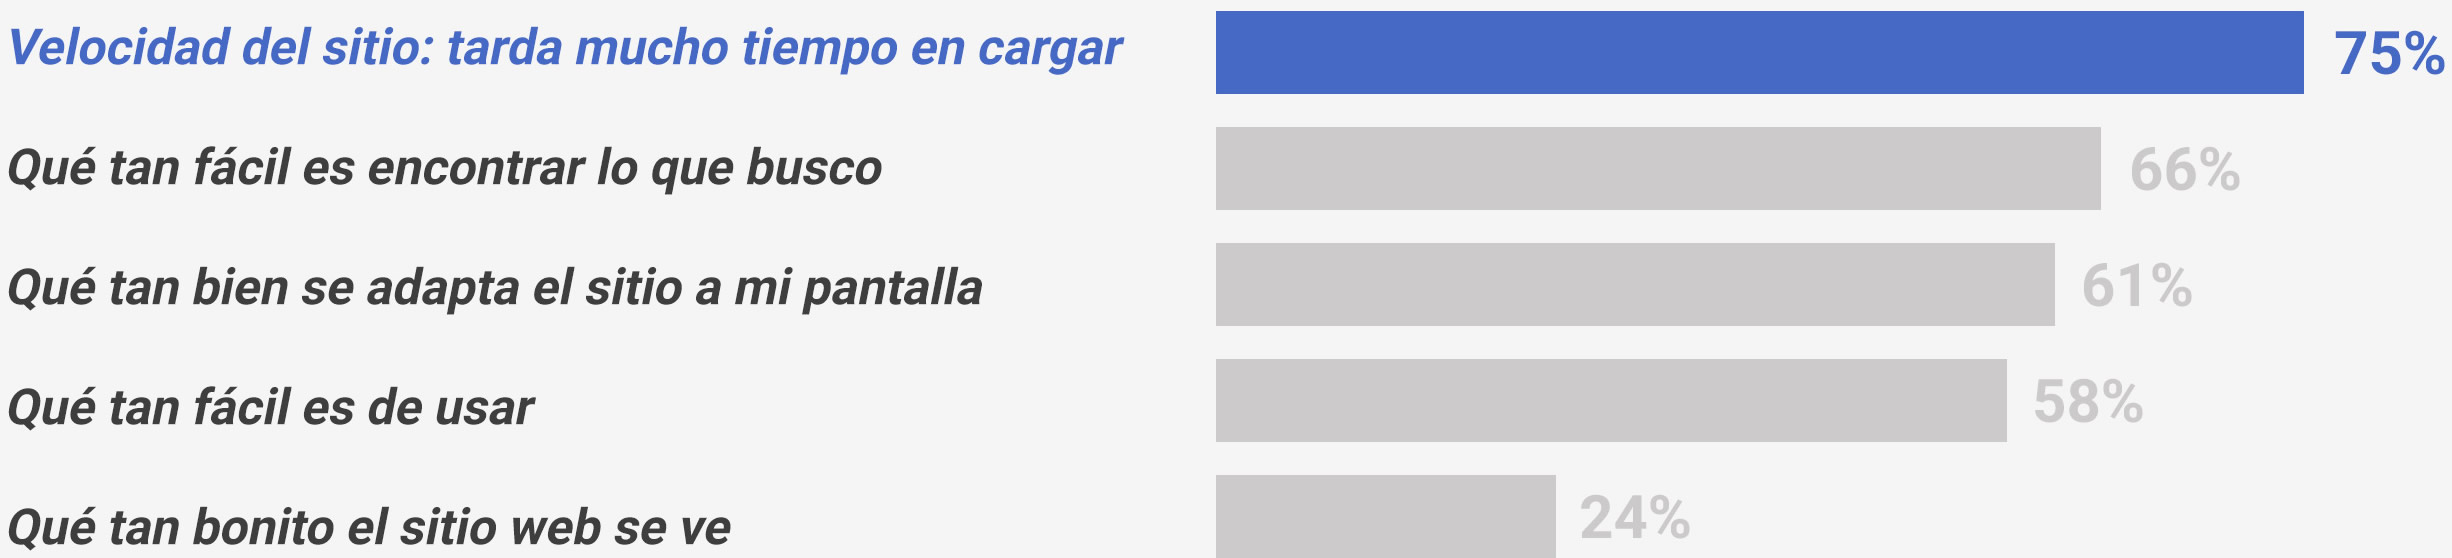 Velocidad del sitio: tarda mucho tiempo en cargar 75%
Qué tan fácil es encontrar lo que busco 66%
Qué tan bien se adapta el sitio a mi pantalla 61%
Qué tan fácil es de usar 58%
Qué tan bonito el sitio web se ve 24%